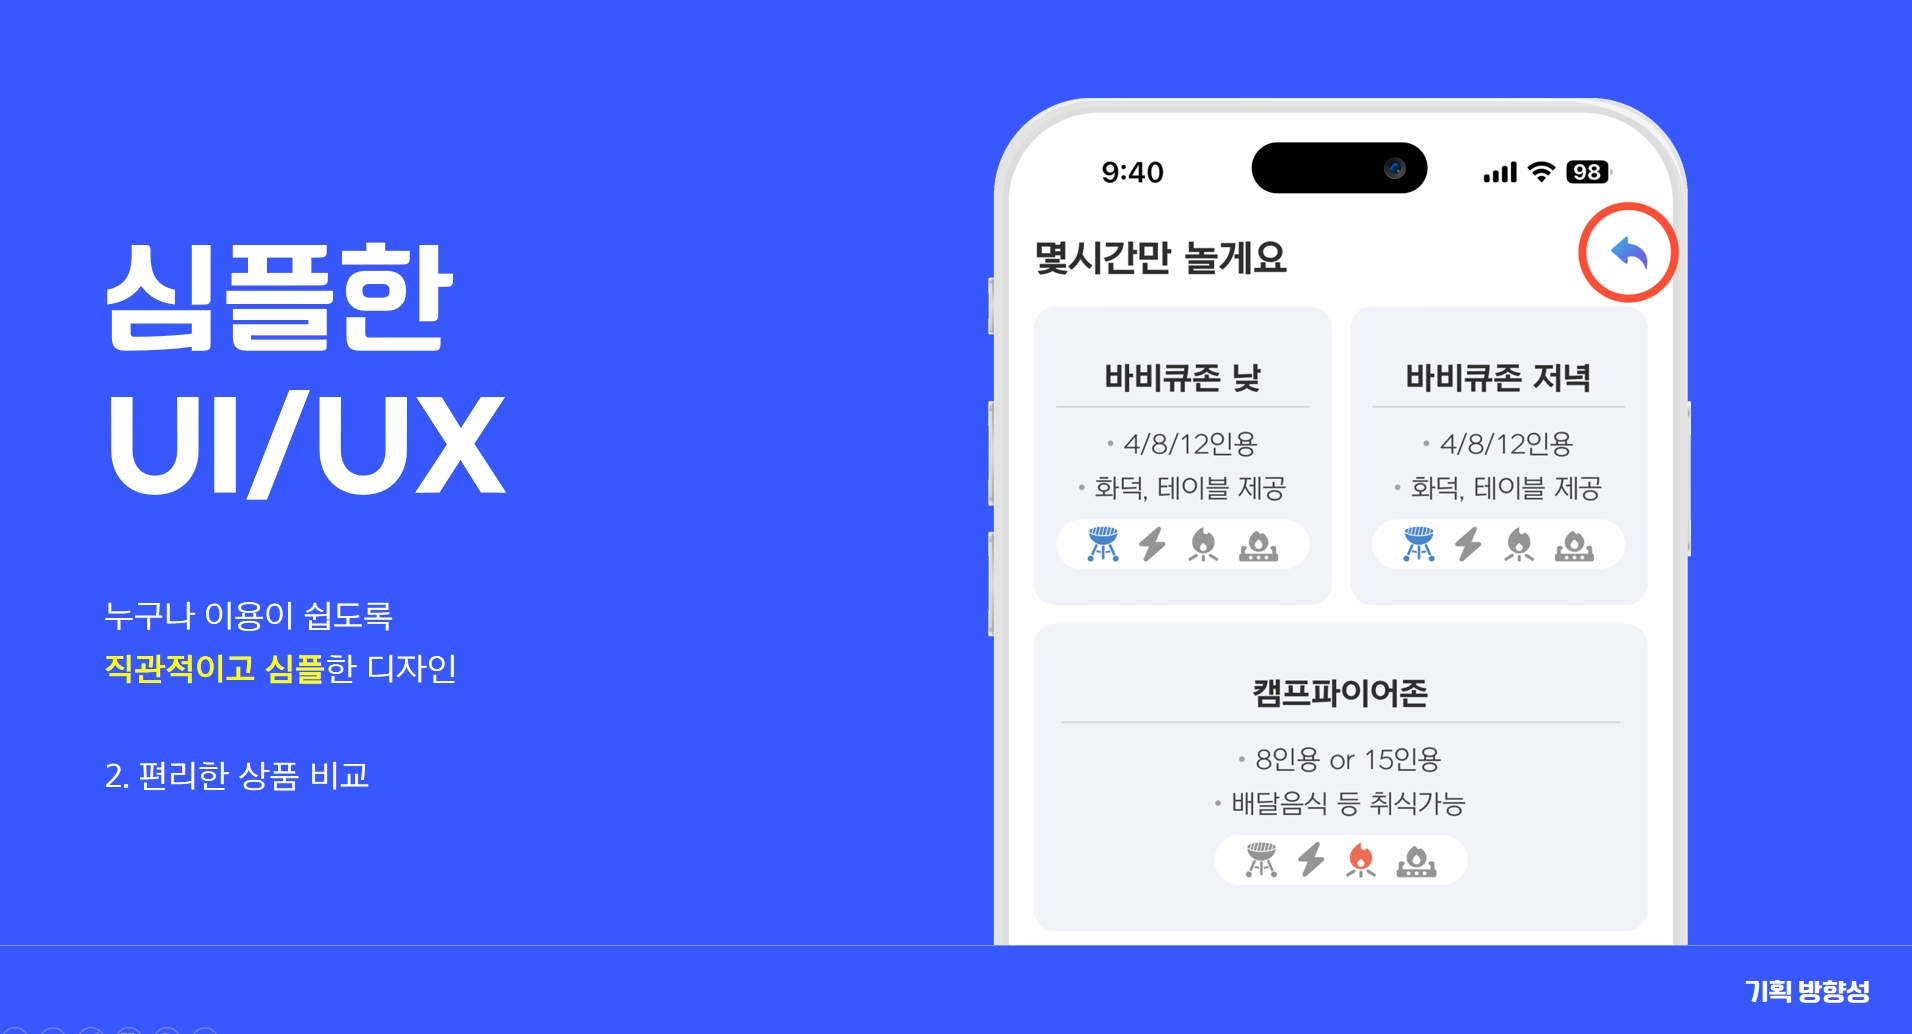 심플한
UI/UX
누구나 이용이 쉽도록
직관적이고 심플한 디자인
2. 편리한 상품 비교
9:40
98
몇시간만 놀게요
바비큐존 낮
• 4/8/12인용
• 화덕, 테이블 제공
바비큐존 저녁
• 4/8/12인용
• 화덕, 테이블 제공
캠프파이어존
• 8인용 or 15인용
• 배달음식 등 취식가능
기획 방향성